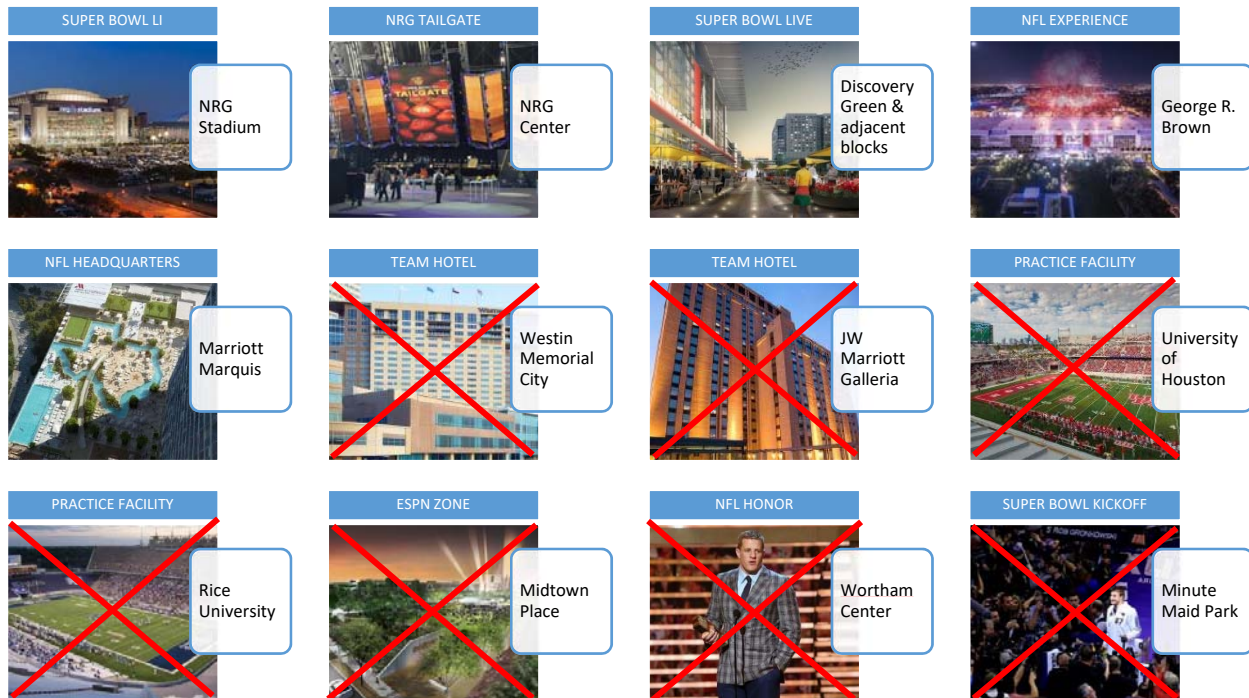 SUPER BOWL LI
NRG
Stadium
NRG TAILGATE
TAILGATE
NRG
Center
SUPER BOWL LIVE
Discovery
Green &
adjacent
blocks
NFL EXPERIENCE
George R.
Brown
NFL HEADQUARTERS
Marriott
Marquis
TEAM HOTEL
Westin
Memorial
City
TEAM HOTEL
JW
Marriott
Galleria
PRACTICE FACILITY
University
of
Houston
PRACTICE FACILITY
Rice
University
ESPN ZONE
Midtown
Place
NFL HONOR
Wortham
Center
SUPER BOWL KICKOFF
ROB GRONKOWSKI
Minute
Maid Park